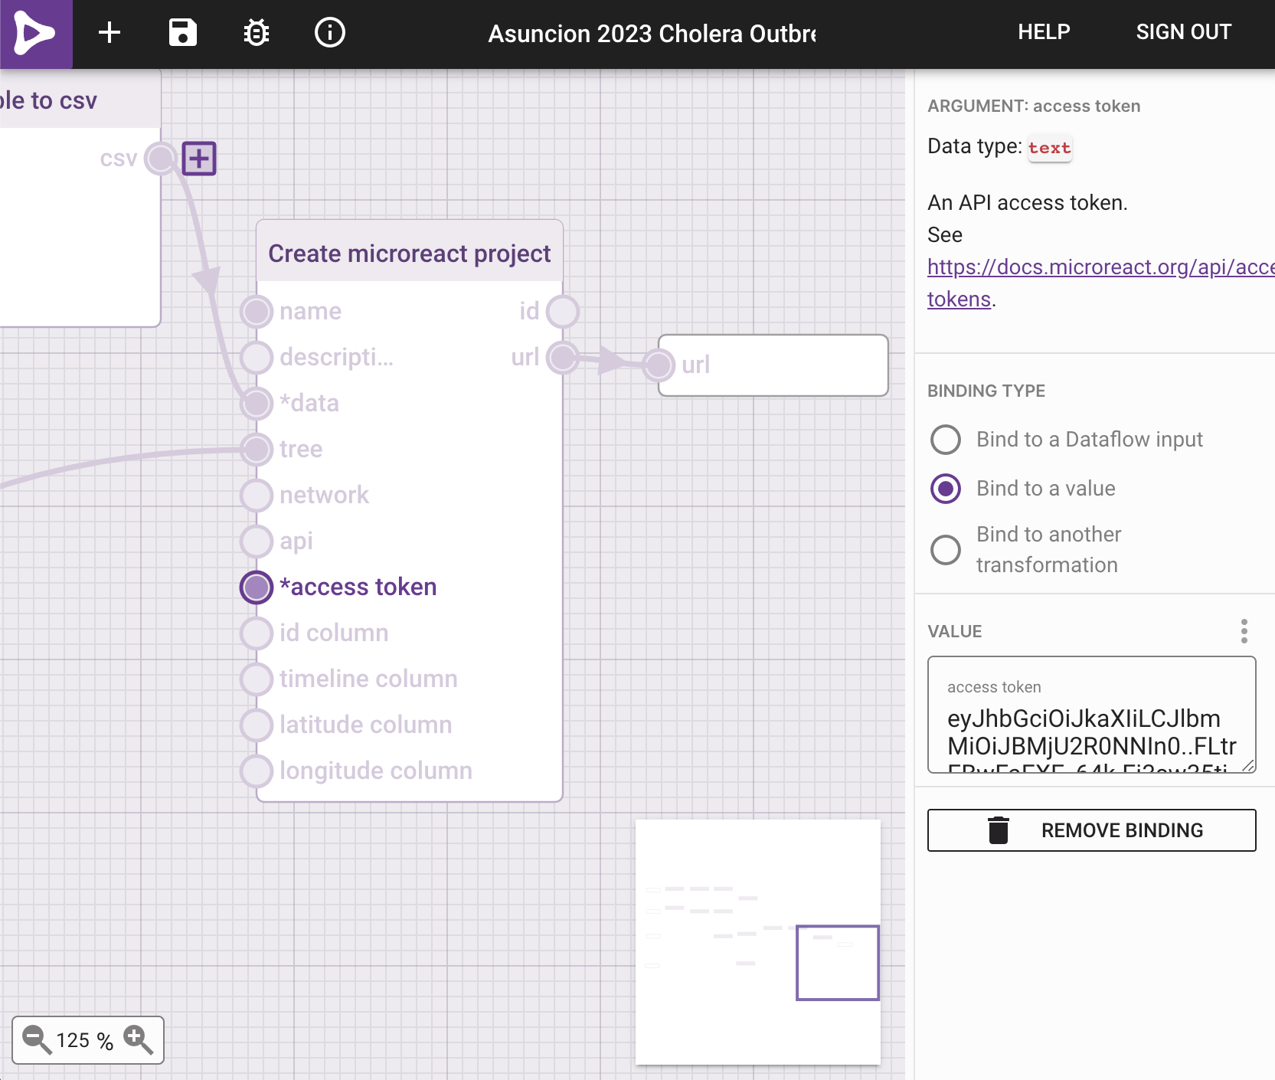 Asuncion 2023 Cholera Outbre
HELP
SIGN OUT
ole to csv
csv
Create microreact project
name
id
descripti...
url
url
*data
tree
network
api
*access token
id column
timeline column
latitude column
longitude column
125 %
ARGUMENT: access token
Data type: text
An API access token.
See
https://docs.microreact.org/api/acce
tokens.
BINDING TYPE
Bind to a Dataflow input
Bind to a value
Bind to another
transformation
VALUE
access token
eyJhbGciOiJkaXIiLCJlbm
MiOiJBMjU2R0NNIn0..FLtr
REMOVE BINDING